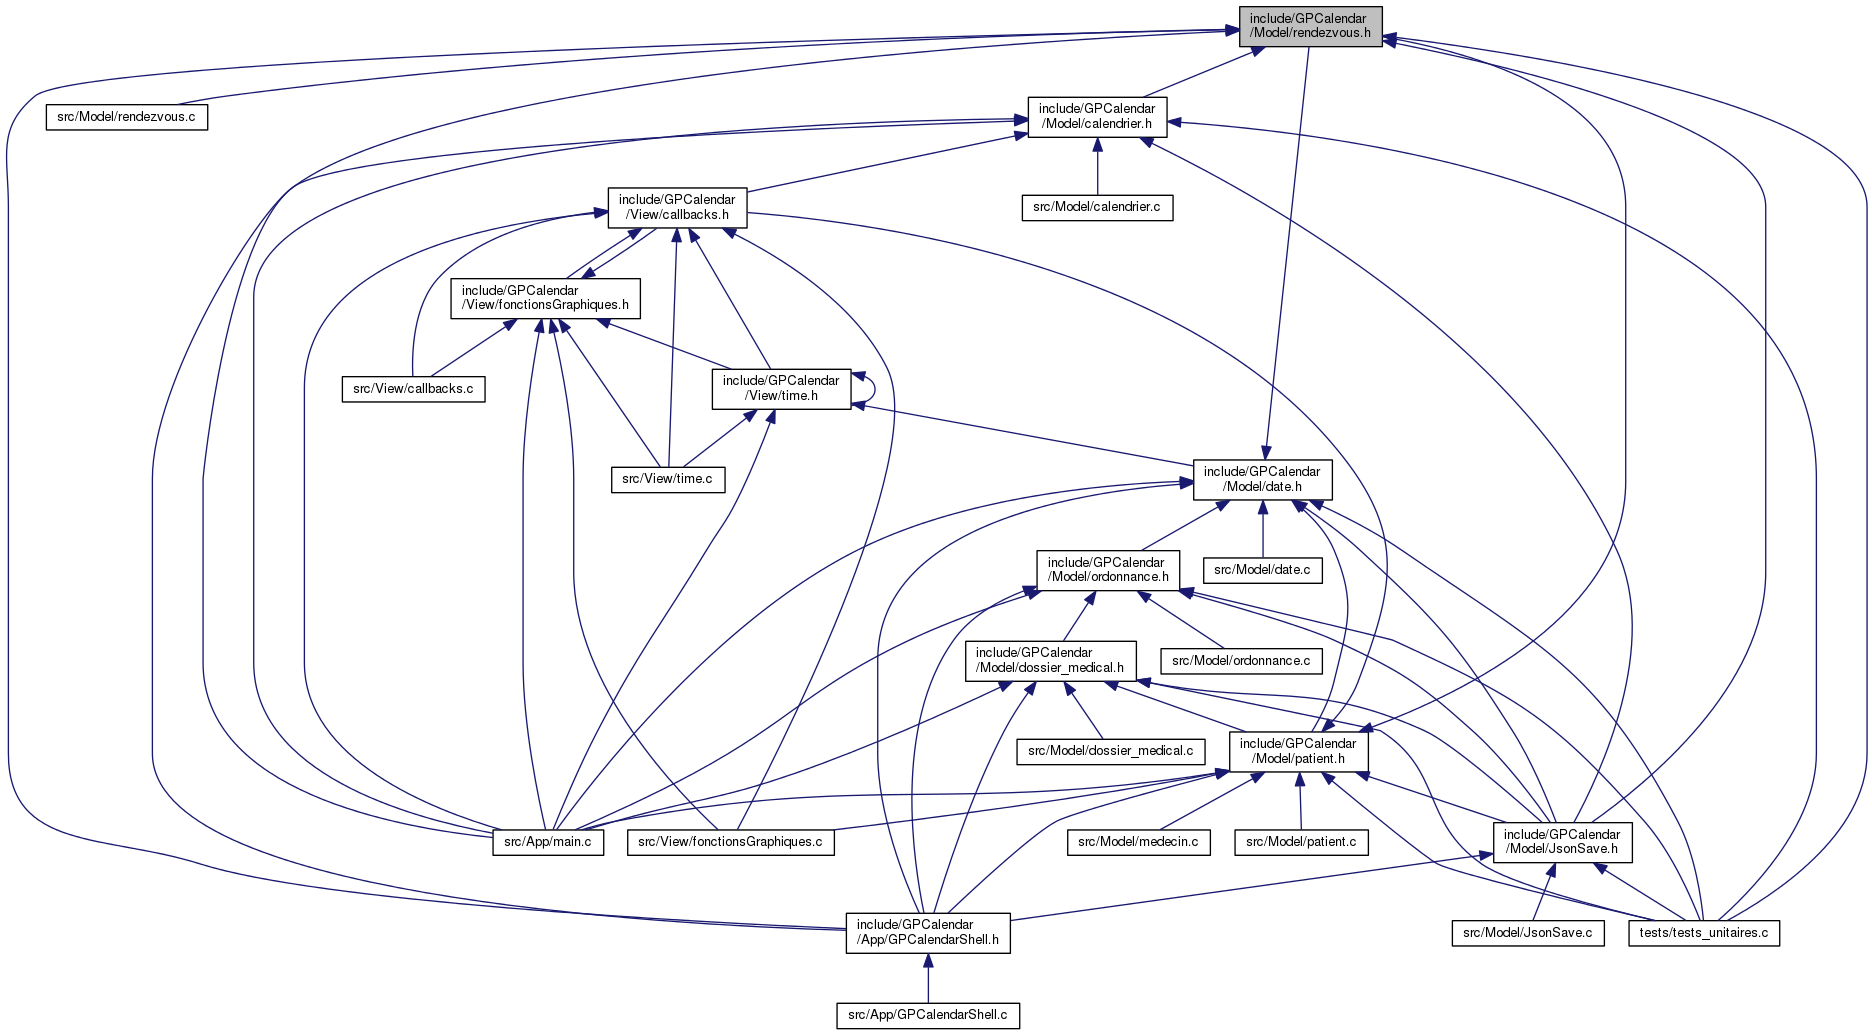 include/GPCalendar
/Model/rendezvous.h
src/Model/rendezvous.c
include/GPCalendar
/Model/calendrier.h
include/GPCalendar
/View/callbacks.h
src/Model/calendrier.c
include/GPCalendar
/View/fonctionsGraphiques.h
src/View/callbacks.c
include/GPCalendar
/View/time.h
src/View/time.c
include/GPCalendar
/Model/date.h
include/GPCalendar
/Model/ordonnance.h
src/Model/date.c
include/GPCalendar
/Model/dossier_medical.h
src/Model/ordonnance.c
src/Model/dossier_medical.c
include/GPCalendar
/Model/patient.h
src/App/main.c
src/View/fonctionsGraphiques.c
src/Model/medecin.c
src/Model/patient.c
include/GPCalendar
/Model/JsonSave.h
include/GPCalendar
/App/GPCalendarShell.h
src/Model/JsonSave.c
tests/tests_unitaires.c
src/App/GPCalendarShell.c